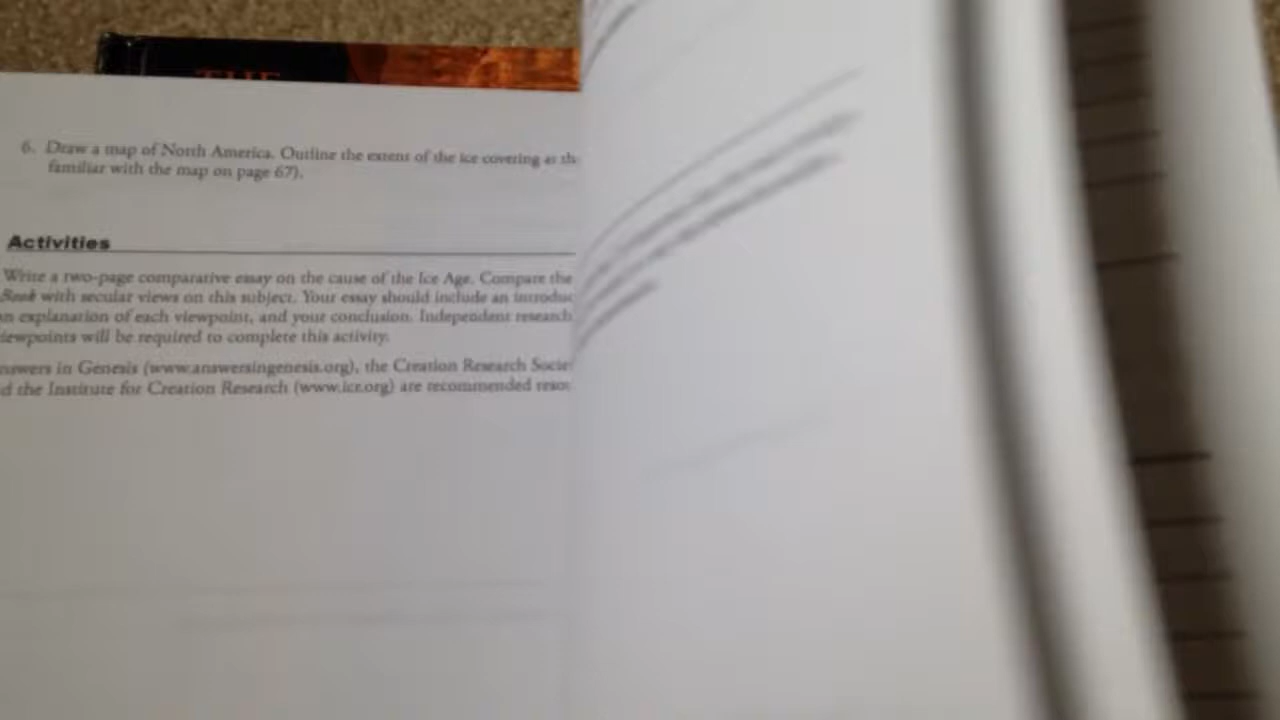 THE
6. Draw a map of North America. Outline the extent of the ice covering at th
familiar with the map on page 67).
Activities
Write a two-page comparative essay on the cause of the Ice Age. Compare the
Book with secular views on this subject. Your essay should include an introduc
n explanation of each viewpoint, and your conclusion. Independent research
iewpoints will be required to complete this activity.
nswers in Genesis (www.answersingenesis.org), the Creation Research Socie
d the Institute for Creation Research (www.icr.org) are recommended resou